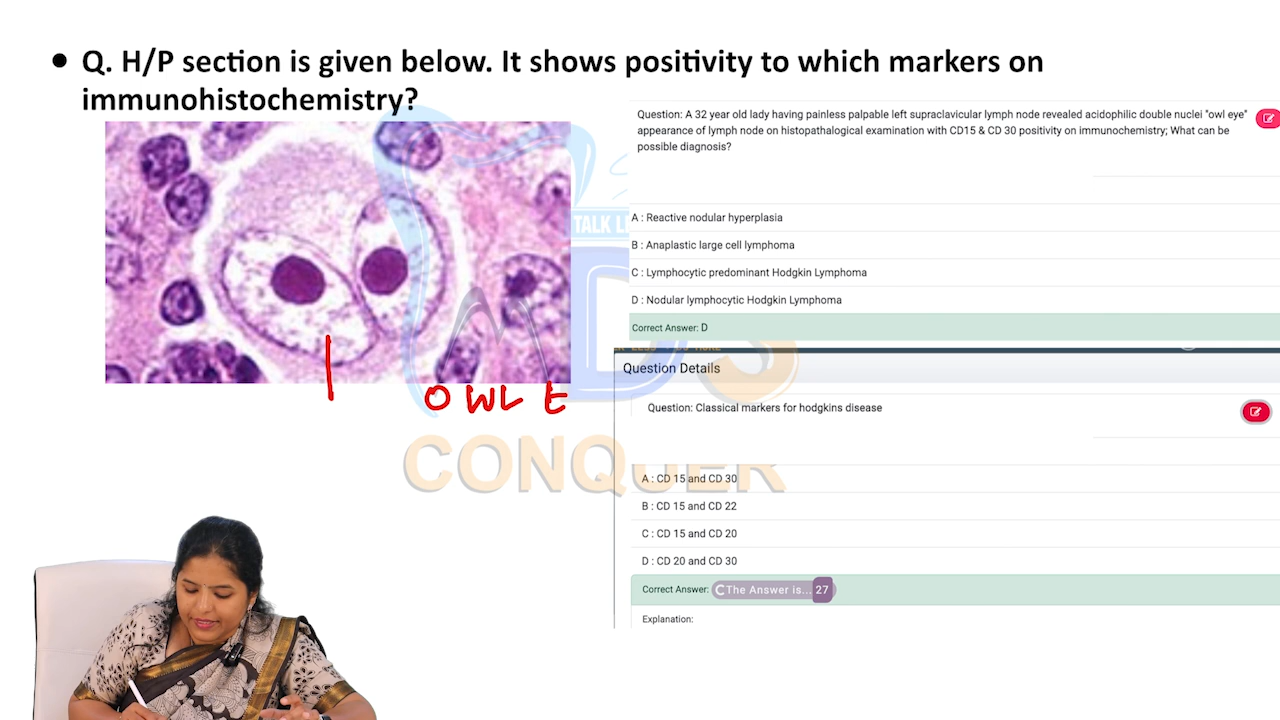 • Q. H/P section is given below. It shows positivity to which markers on
immunohistochemistry?
Question: A 32 year old lady having painless palpable left supraclavicular lymph node revealed acidophilic double nuclei "owl eye"
appearance of lymph node on histopathalogical examination with CD15 & CD 30 positivity on immunochemistry; What can be
possible diagnosis?
A : Reactive nodular hyperplasia
B : Anaplastic large cell lymphoma
C : Lymphocytic predominant Hodgkin Lymphoma
D : Nodular lymphocytic Hodgkin Lymphoma
Correct Answer: D
Question Details
Question: Classical markers for hodgkins disease
A : CD 15 and CD 30
B : CD 15 and CD 22
C : CD 15 and CD 20
D : CD 20 and CD 30
Correct Answer: The Answer is... 27
Explanation:
OWL E
TALK
CONQUER